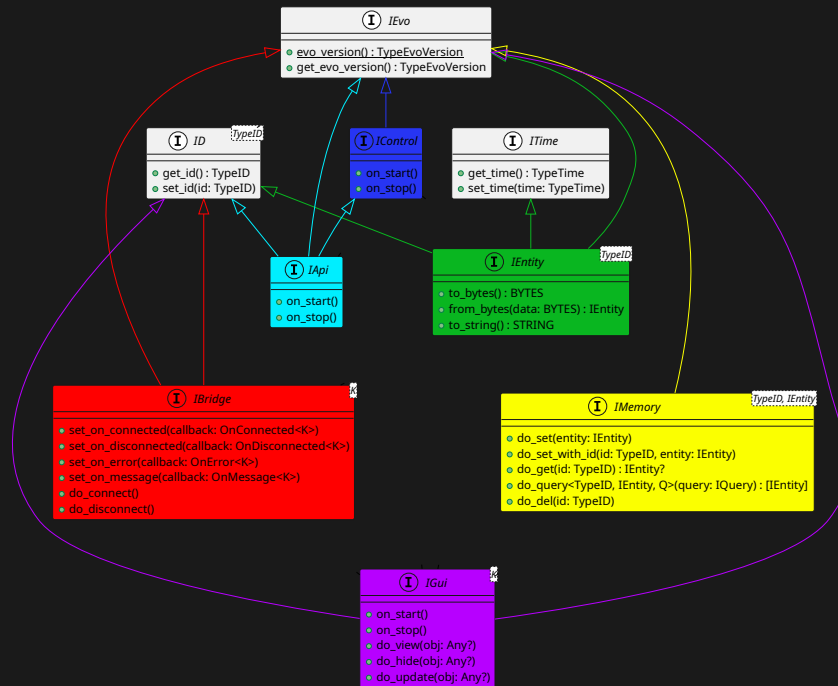 I IEvo
evo_version() : TypeEvoVersion
get_evo_version() : TypeEvoVersion
I ID TypeID
get_id() : TypeID
set_id(id: TypeID)
I IControl
on_start()
on_stop()
I ITime
get_time() : TypeTime
set_time(time: TypeTime)
I IApi
on_start()
on_stop()
I IEntity TypeID
to_bytes() : BYTES
from_bytes(data: BYTES) : IEntity
to_string() : STRING
I IBridge K
set_on_connected(callback: OnConnected<K>)
set_on_disconnected(callback: OnDisconnected<K>)
set_on_error(callback: OnError<K>)
set_on_message(callback: OnMessage<K>)
do_connect()
do_disconnect()
I IMemory TypeID, IEntity
do_set(entity: IEntity)
do_set_with_id(id: TypeID, entity: IEntity)
do_get(id: TypeID) : IEntity?
do_query<TypeID, IEntity, Q>(query: IQuery) : [IEntity]
do_del(id: TypeID)
I IGui K
on_start()
on_stop()
do_view(obj: Any?)
do_hide(obj: Any?)
do_update(obj: Any?)